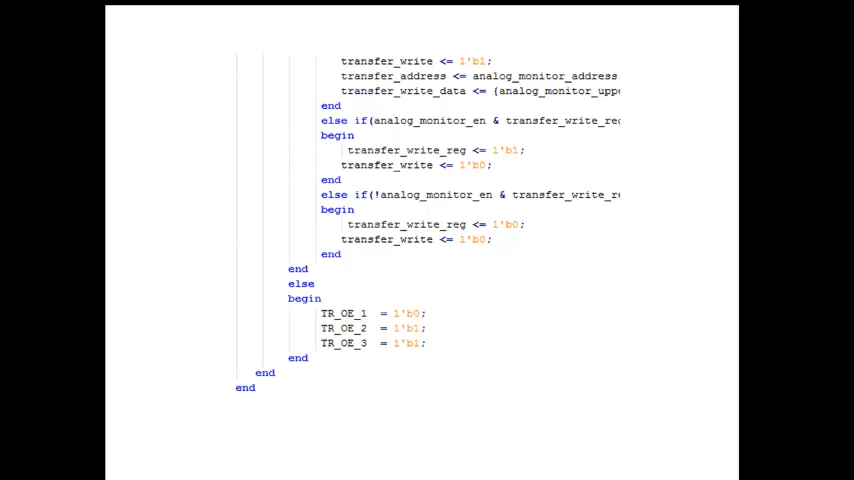 transfer_write <= 1'b1;
transfer_address <= analog_monitor_address
transfer_write_data <= {analog_monitor_uppe
end
else if(analog_monitor_en & transfer_write_reg
begin
transfer_write_reg <= 1'b1;
transfer_write <= 1'b0;
end
else if(!analog_monitor_en & transfer_write_re
begin
transfer_write_reg <= 1'b0;
transfer_write <= 1'b0;
end
end
else
begin
TR_OE_1 = 1'b0;
TR_OE_2 = 1'b1;
TR_OE_3 = 1'b1;
end
end
end